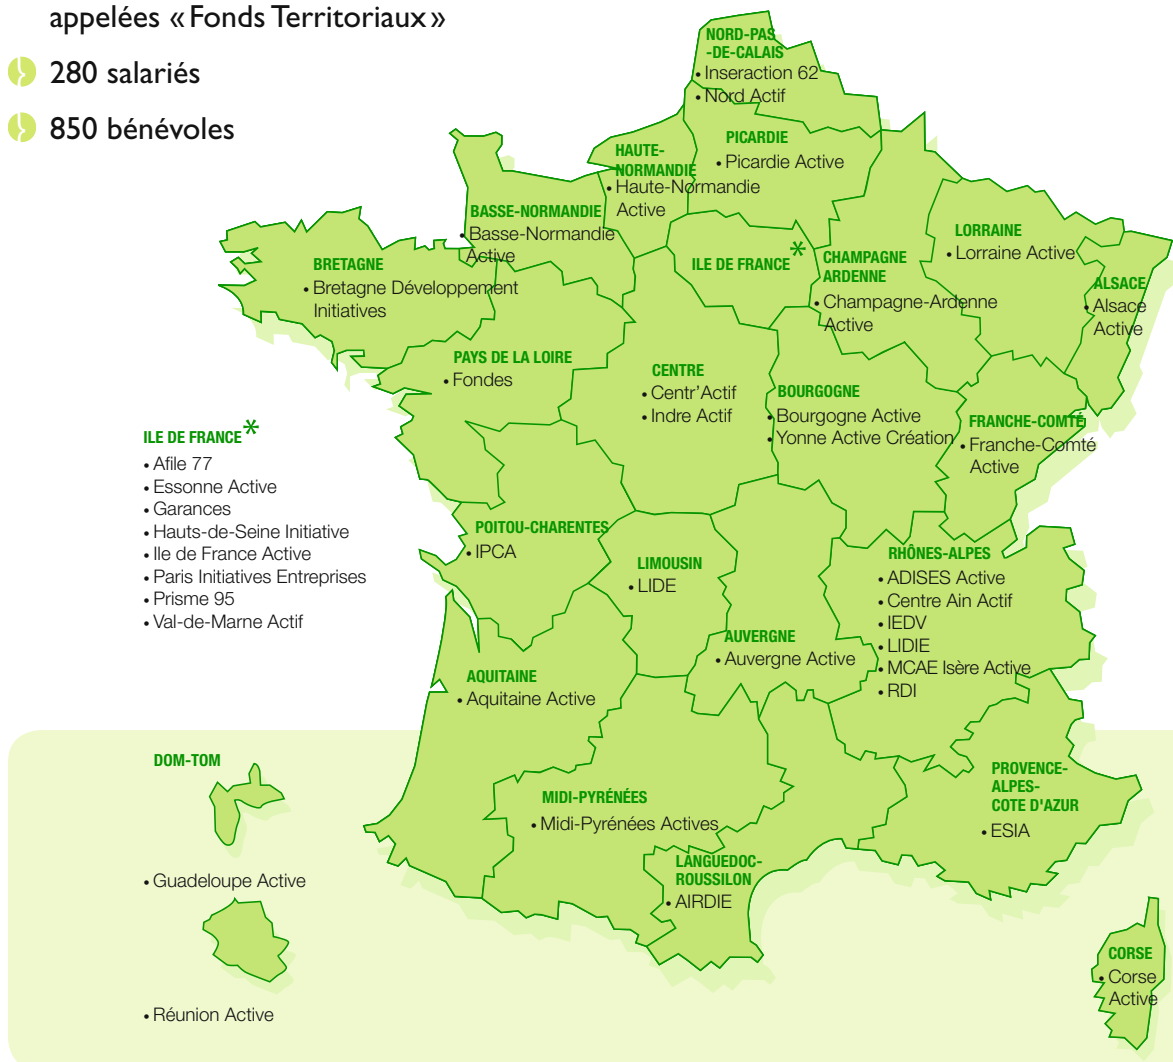 appelées « Fonds Territoriaux »
280 salariés
850 bénévoles
NORD-PAS
-DE-CALAIS
• Inseraction 62
• Nord Actif
PICARDIE
• Picardie Active
HAUTE-
NORMANDIE
• Haute-Normandie
Active
BASSE-NORMANDIE
• Basse-Normandie
Active
BRETAGNE
• Bretagne Développement
Initiatives
ILE DE FRANCE *
CHAMPAGNE
ARDENNE
• Champagne-Ardenne
Active
LORRAINE
• Lorraine Active
ALSACE
• Alsace
Active
PAYS DE LA LOIRE
• Fondes
CENTRE
• Centr'Actif
• Indre Actif
BOURGOGNE
• Bourgogne Active
• Yonne Active Création
FRANCHE-COMTÉ
• Franche-Comté
Active
ILE DE FRANCE *
• Afile 77
• Essonne Active
• Garances
• Hauts-de-Seine Initiative
• Ile de France Active
• Paris Initiatives Entreprises
• Prisme 95
• Val-de-Marne Actif
POITOU-CHARENTES
• IPCA
LIMOUSIN
• LIDE
AUVERGNE
• Auvergne Active
RHÔNES-ALPES
• ADISES Active
• Centre Ain Actif
• IEDV
• LIDIE
• MCAE Isère Active
• RDI
AQUITAINE
• Aquitaine Active
MIDI-PYRÉNÉES
• Midi-Pyrénées Actives
LANGUEDOC-
ROUSSILON
• AIRDIE
PROVENCE-
ALPES-
COTE D'AZUR
• ESIA
CORSE
• Corse
Active
DOM-TOM
• Guadeloupe Active
• Réunion Active